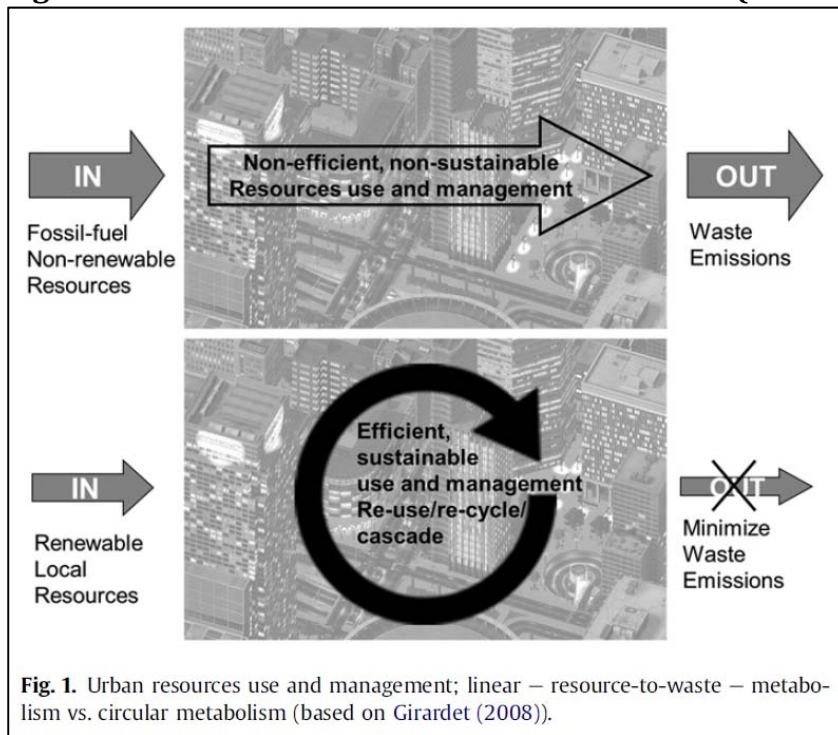 IN
Non-efficient, non-sustainable
Resources use and management
OUT
Fossil-fuel
Non-renewable
Resources
Waste
Emissions
IN
Efficient,
sustainable
use and management
Re-use/re-cycle/
cascade
OUT
Renewable
Local
Resources
Minimize
Waste
Emissions
Fig. 1. Urban resources use and management; linear – resource-to-waste – metabo-
lism vs. circular metabolism (based on Girardet (2008)).